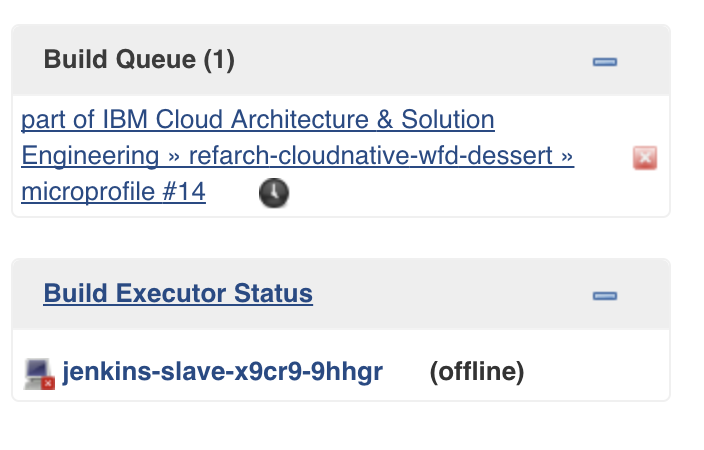 Build Queue (1)
part of IBM Cloud Architecture & Solution
Engineering » refarch-cloudnative-wfd-dessert »
microprofile #14
Build Executor Status
jenkins-slave-x9cr9-9hhgr (offline)